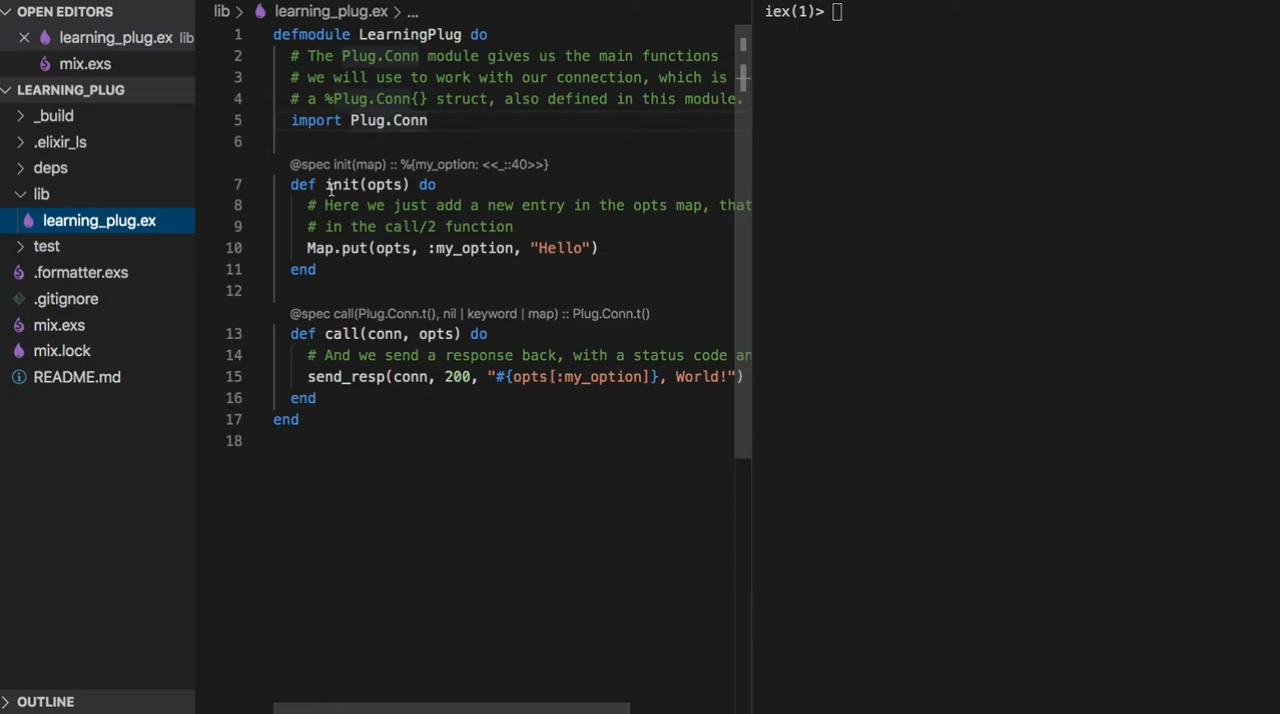 OPEN EDITORS
learning_plug.ex lib
mix.exs
LEARNING_PLUG
_build
.elixir_ls
deps
lib
learning_plug.ex
test
.formatter.exs
.gitignore
mix.exs
mix.lock
README.md
OUTLINE
lib > learning_plug.ex > ...
1 defmodule LearningPlug do
2 # The Plug.Conn module gives us the main functions
3 # we will use to work with our connection, which is
4 # a %Plug.Conn{} struct, also defined in this module.
5 import Plug.Conn
6
@spec init(map) :: %{my_option: <<_::40>>}
7 def init(opts) do
8 # Here we just add a new entry in the opts map, that
9 # in the call/2 function
10 Map.put(opts, :my_option, "Hello")
11 end
12
@spec call(Plug.Conn.t(), nil | keyword | map) :: Plug.Conn.t()
13 def call(conn, opts) do
14 # And we send a response back, with a status code an
15 send_resp(conn, 200, "#{opts[:my_option]}, World!")
16 end
17 end
18
iex(1)>